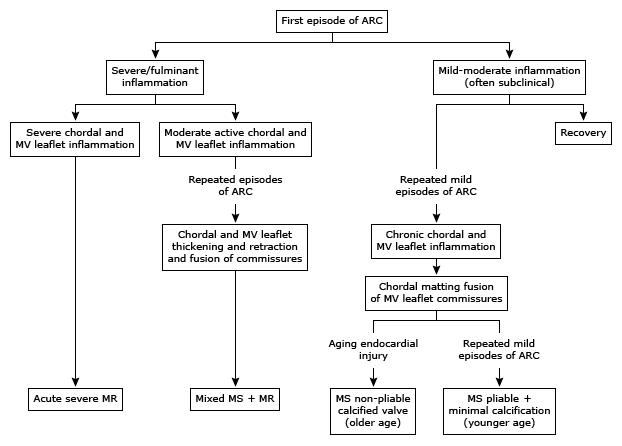 First episode of ARC
Severe/fulminant
inflammation
Mild-moderate inflammation
(often subclinical)
Severe chordal and
MV leaflet inflammation
Moderate active chordal and
MV leaflet inflammation
Recovery
Repeated episodes
of ARC
Repeated mild
episodes of ARC
Chordal and MV leaflet
thickening and retraction
and fusion of commissures
Chronic chordal and
MV leaflet inflammation
Chordal matting fusion
of MV leaflet commissures
Aging endocardial
injury
Repeated mild
episodes of ARC
Acute severe MR
Mixed MS + MR
MS non-pliable
calcified valve
(older age)
MS pliable +
minimal calcification
(younger age)